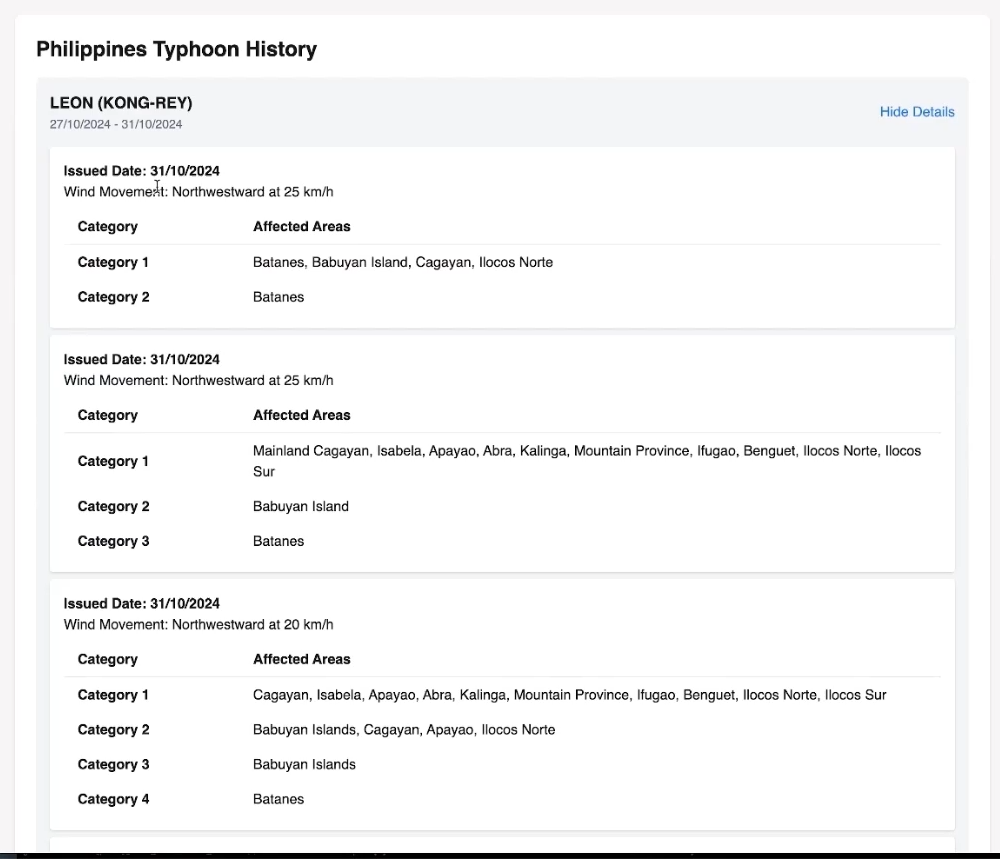 Philippines Typhoon History
LEON (KONG-REY)
27/10/2024 - 31/10/2024
Hide Details
Issued Date: 31/10/2024
Wind Movement: Northwestward at 25 km/h
Category Affected Areas
Category 1 Batanes, Babuyan Island, Cagayan, Ilocos Norte
Category 2 Batanes
Issued Date: 31/10/2024
Wind Movement: Northwestward at 25 km/h
Category Affected Areas
Category 1 Mainland Cagayan, Isabela, Apayao, Abra, Kalinga, Mountain Province, Ifugao, Benguet, Ilocos Norte, Ilocos
Sur
Category 2 Babuyan Island
Category 3 Batanes
Issued Date: 31/10/2024
Wind Movement: Northwestward at 20 km/h
Category Affected Areas
Category 1 Cagayan, Isabela, Apayao, Abra, Kalinga, Mountain Province, Ifugao, Benguet, Ilocos Norte, Ilocos Sur
Category 2 Babuyan Islands, Cagayan, Apayao, Ilocos Norte
Category 3 Babuyan Islands
Category 4 Batanes